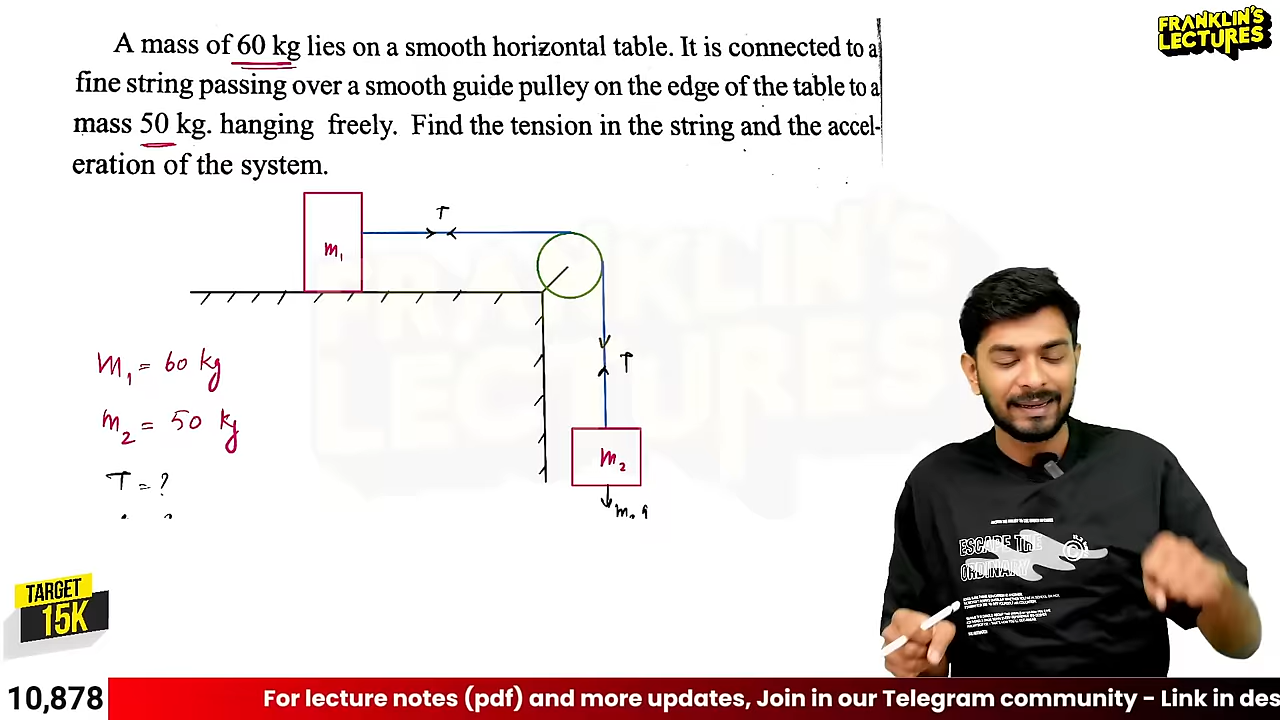 A mass of 60 kg lies on a smooth horizontal table. It is connected to a
fine string passing over a smooth guide pulley on the edge of the table to a
mass 50 kg. hanging freely. Find the tension in the string and the accel-
eration of the system.
FRANKLIN'S
LECTURES
T
m₁
T
m₁ = 60 kg
m₂ = 50 kg
T = ?
m₂
m₂g
FRANKLIN'S
LECTURES
ESCAPE THE
ORDINARY
TARGET
15K
10,878
For lecture notes (pdf) and more updates, Join in our Telegram community - Link in des